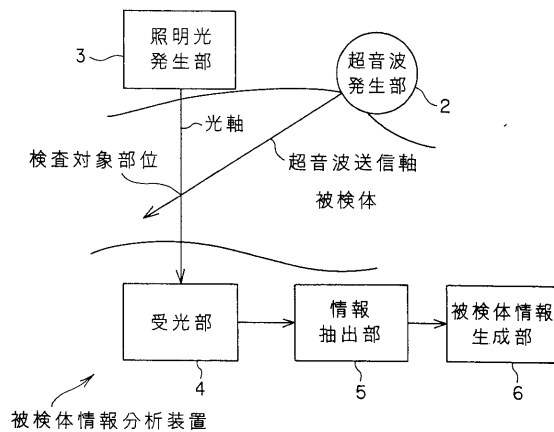 照明光
発生部
3
超音波
発生部
2
光軸
検査対象部位
超音波送信軸
被検体
受光部
情報
抽出部
被検体情報
生成部
4
5
6
被検体情報分析装置